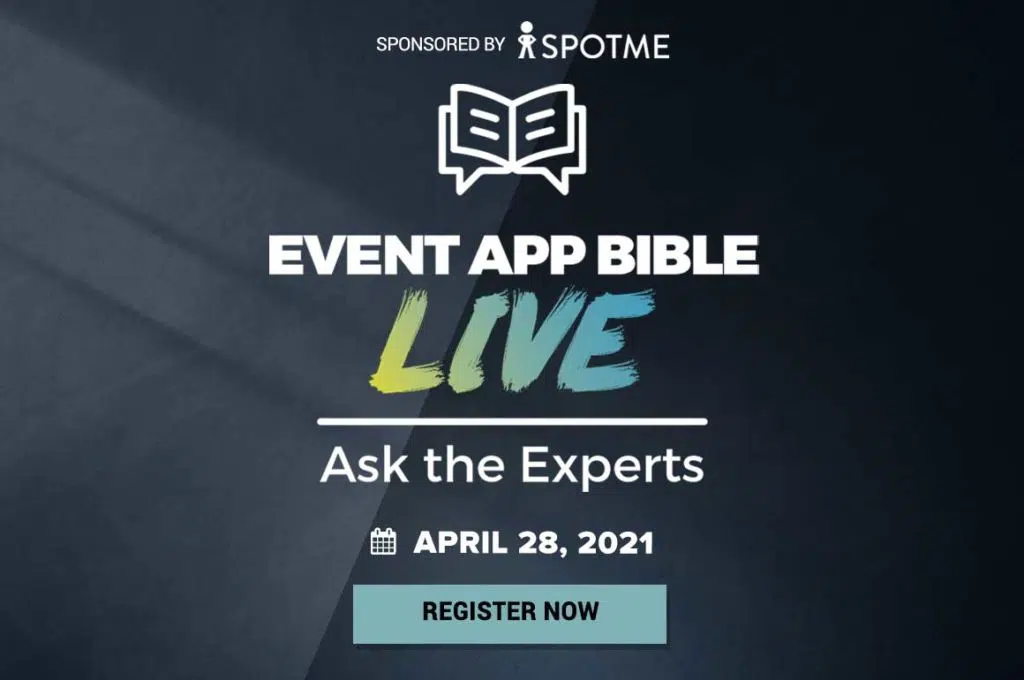 SPONSORED BY SPOTME
EVENT APP BIBLE
LIVE
Ask the Experts
APRIL 28, 2021
REGISTER NOW